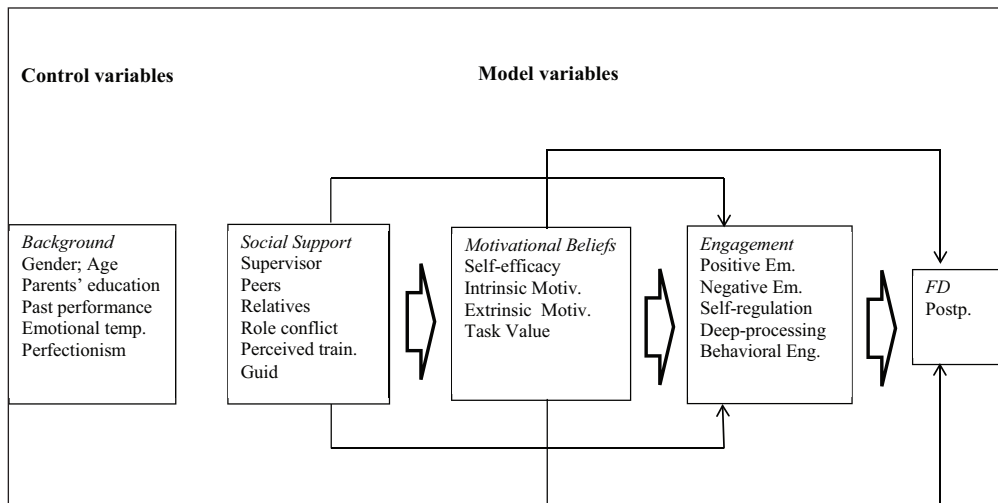 Control variables
Model variables
Background
Gender; Age
Parents' education
Past performance
Emotional temp.
Perfectionism
Social Support
Supervisor
Peers
Relatives
Role conflict
Perceived train.
Guid
Motivational Beliefs
Self-efficacy
Intrinsic Motiv.
Extrinsic Motiv.
Task Value
Engagement
Positive Em.
Negative Em.
Self-regulation
Deep-processing
Behavioral Eng.
FD
Postp.